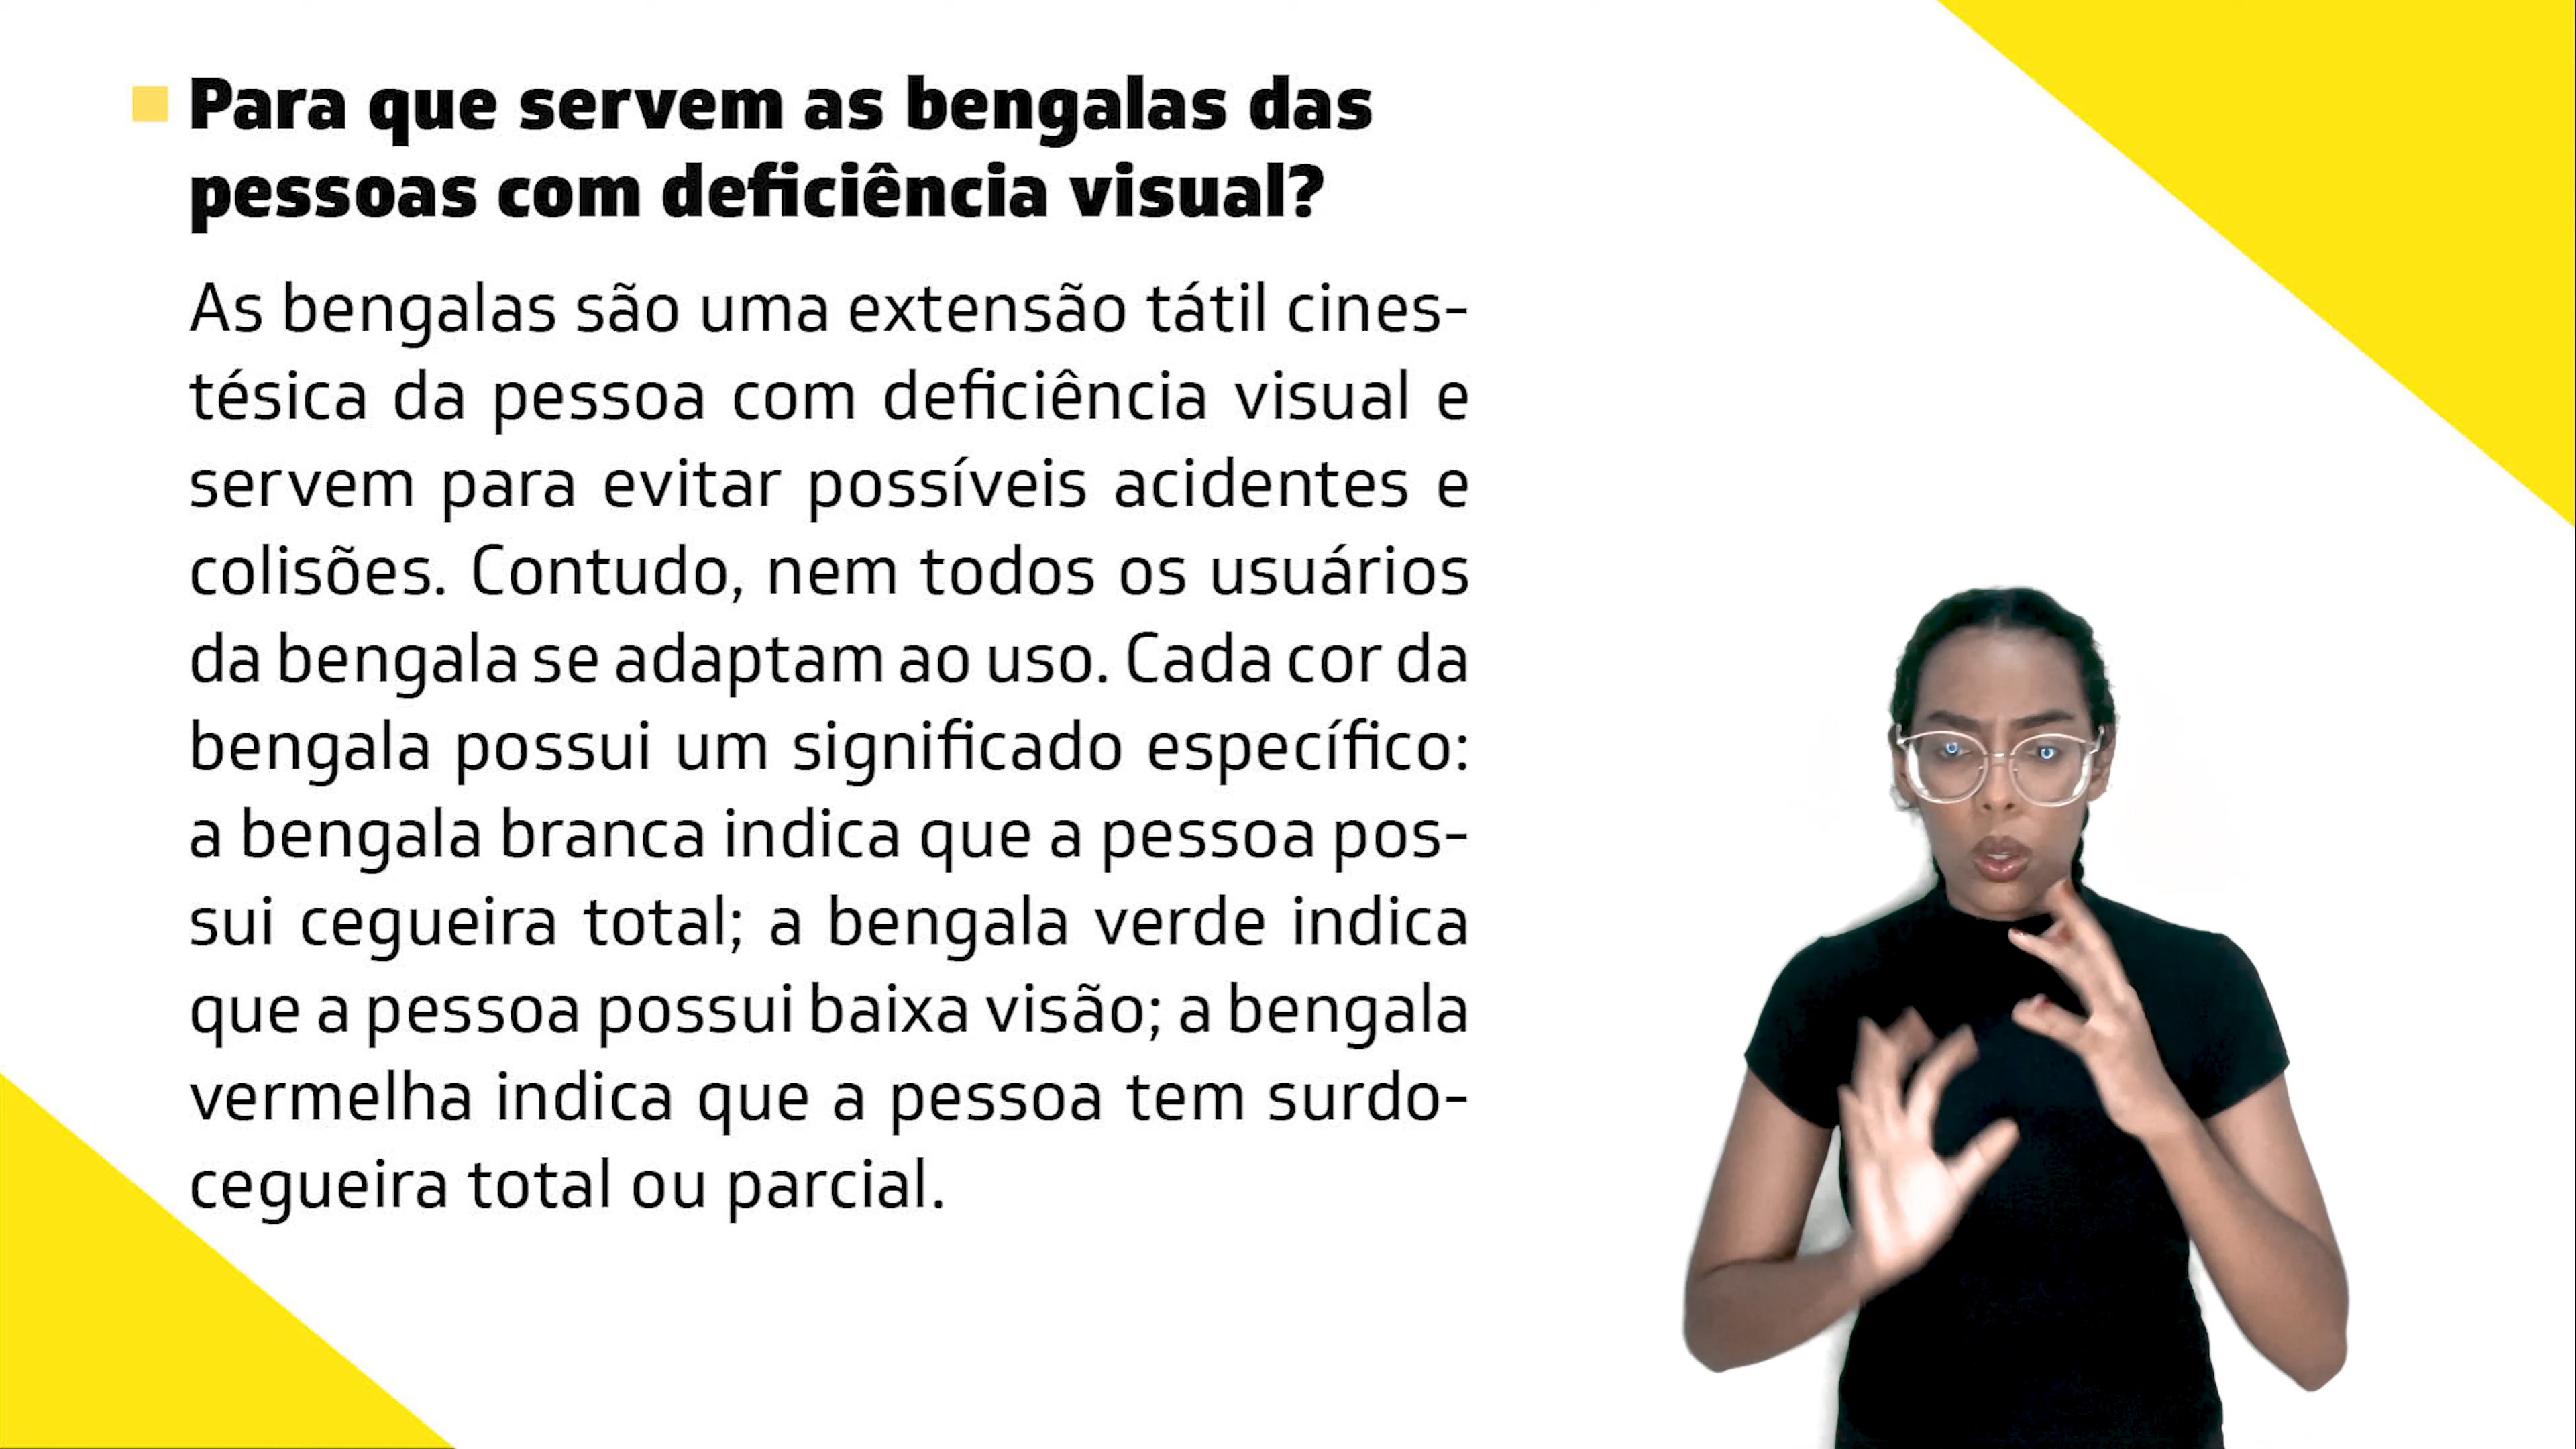 Para que servem as bengalas das
pessoas com deficiência visual?
As bengalas são uma extensão tátil cines-
tésica da pessoa com deficiência visual e
servem para evitar possíveis acidentes e
colisões. Contudo, nem todos os usuários
da bengala se adaptam ao uso. Cada cor da
bengala possui um significado específico:
a bengala branca indica que a pessoa pos-
sui cegueira total; a bengala verde indica
que a pessoa possui baixa visão; a bengala
vermelha indica que a pessoa tem surdo-
cegueira total ou parcial.